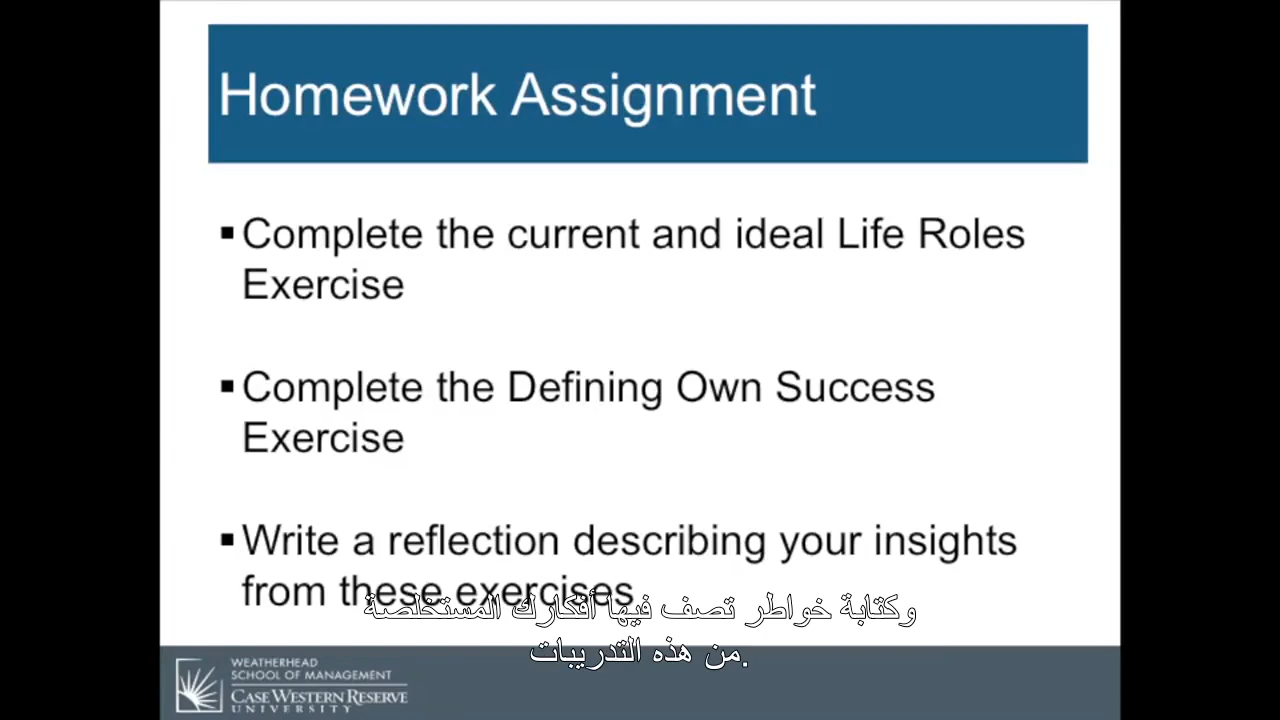 Homework Assignment
▪ Complete the current and ideal Life Roles
Exercise
▪ Complete the Defining Own Success
Exercise
▪ Write a reflection describing your insights
from these exercises
وكتابة خواطر تصف فيها أفكارك المستخلصة
من هذه التدريبات.
WEATHERHEAD
SCHOOL OF MANAGEMENT
CASE WESTERN RESERVE
UNIVERSITY